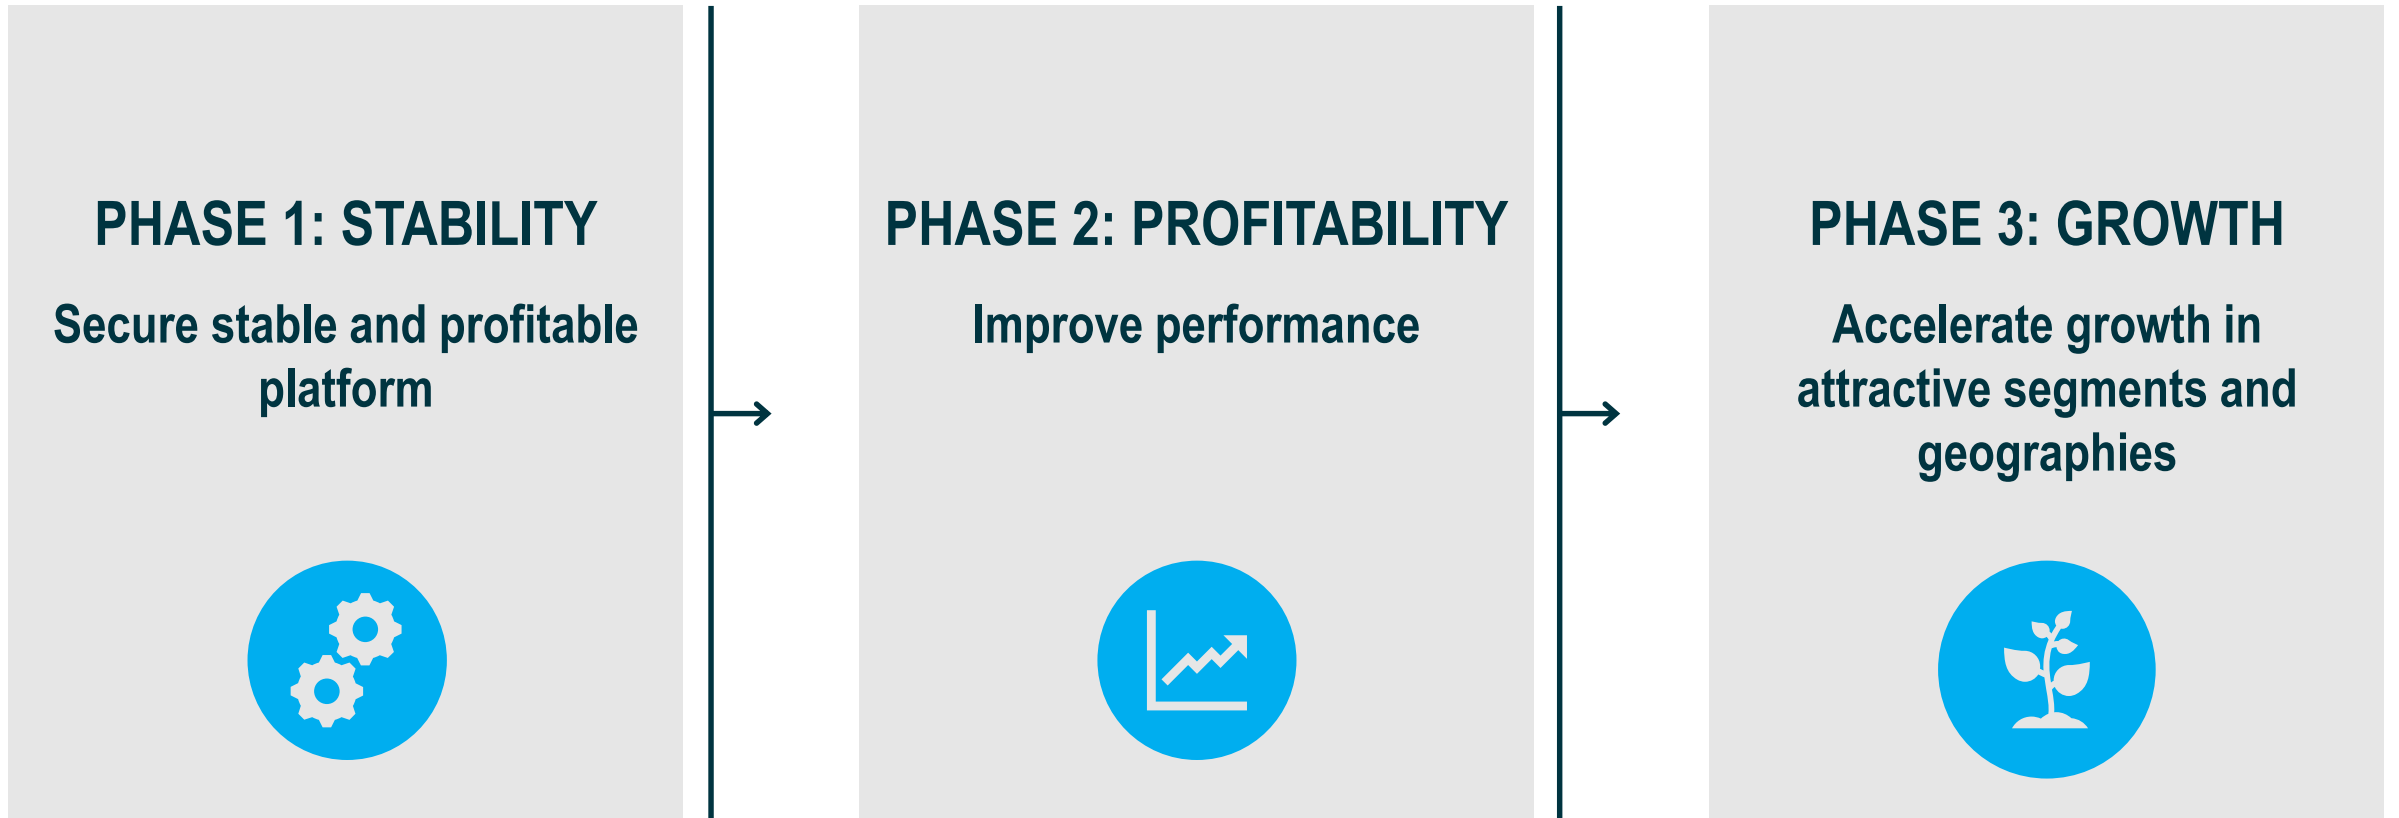 PHASE 1: STABILITY
Secure stable and profitable
platform
PHASE 2: PROFITABILITY
Improve performance
PHASE 3: GROWTH
Accelerate growth in
attractive segments and
geographies